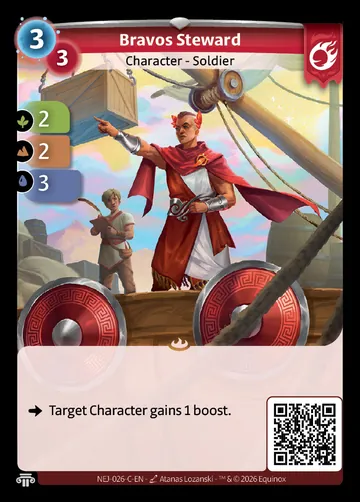 3
Bravos Steward
3
Character - Soldier
2
2
3
Target Character gains 1 boost.
NEJ-026-C-EN - Atanas Lozanski - ™ & © 2026 Equinox